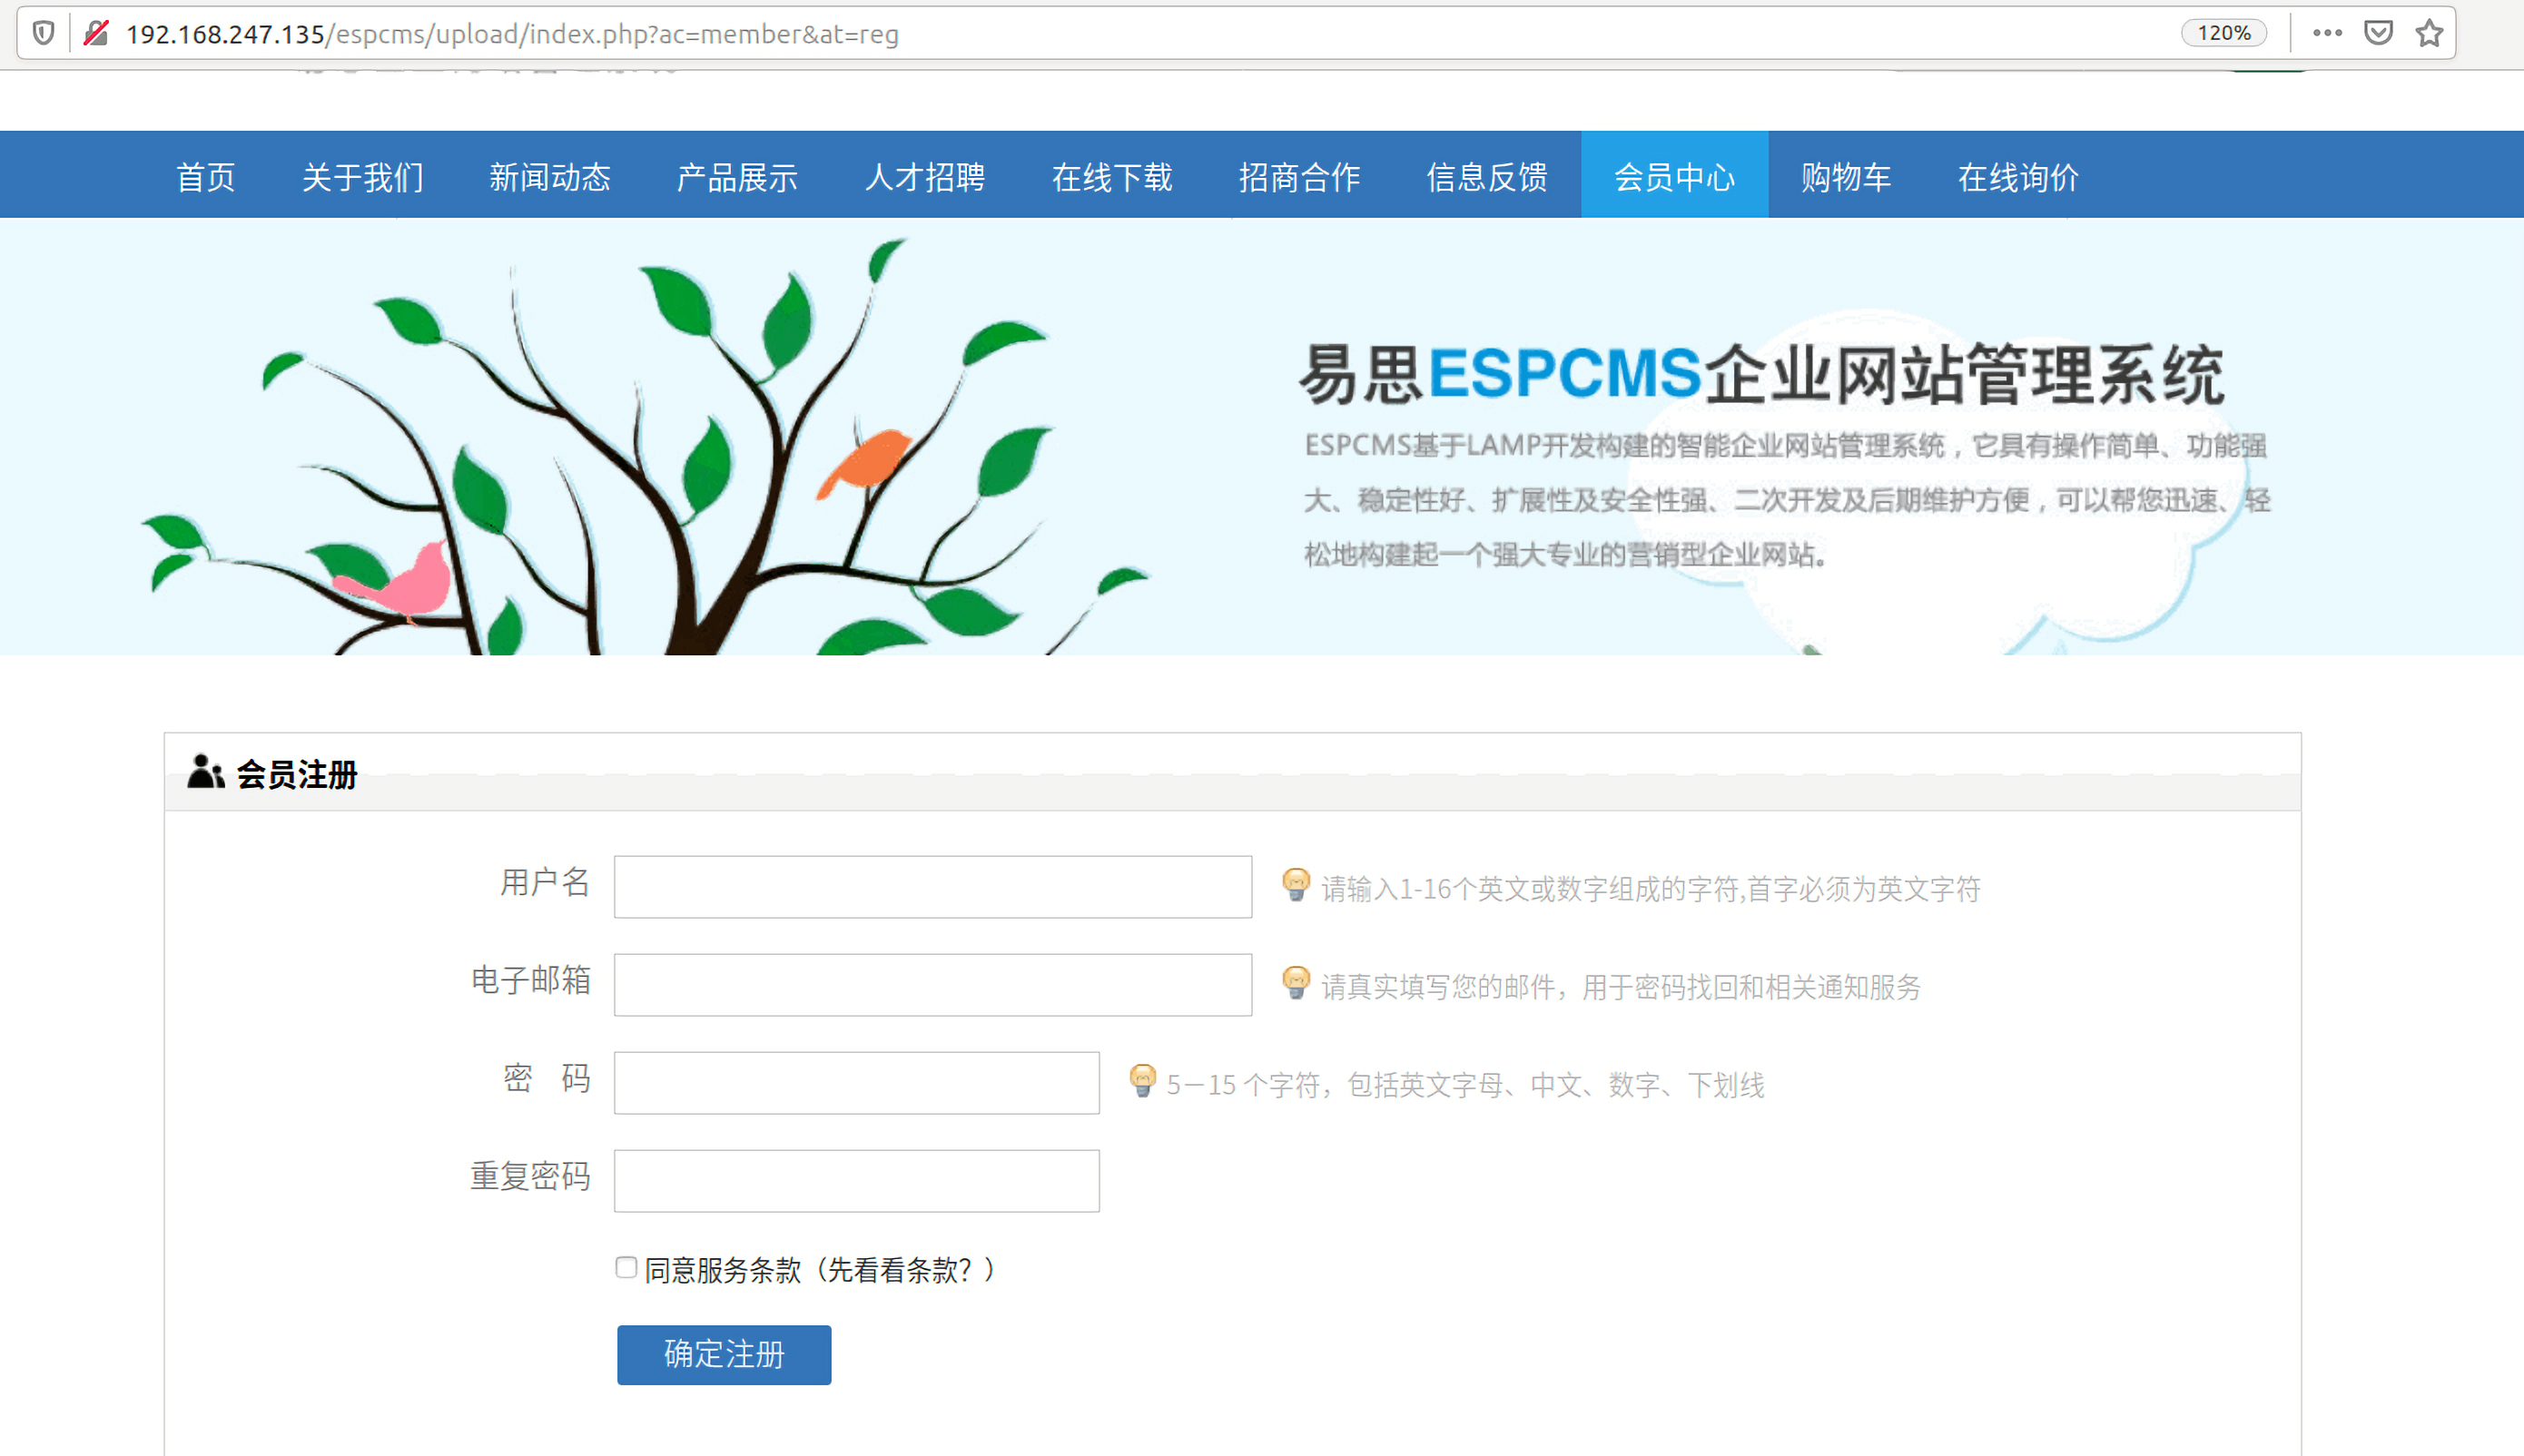 192.168.247.135/espcms/upload/index.php?ac=member&at=reg
120%
首页 关于我们 新闻动态 产品展示 人才招聘 在线下载 招商合作 信息反馈 会员中心 购物车 在线询价
易思ESPCMS企业网站管理系统
ESPCMS基于LAMP开发构建的智能企业网站管理系统，它具有操作简单、功能强
大、稳定性好、扩展性及安全性强、二次开发及后期维护方便，可以帮您迅速、轻
松地构建起一个强大专业的营销型企业网站。
会员注册
用户名 请输入1-16个英文或数字组成的字符,首字必须为英文字符
电子邮箱 请真实填写您的邮件，用于密码找回和相关通知服务
密 码 5－15 个字符，包括英文字母、中文、数字、下划线
重复密码
同意服务条款（先看看条款？）
确定注册